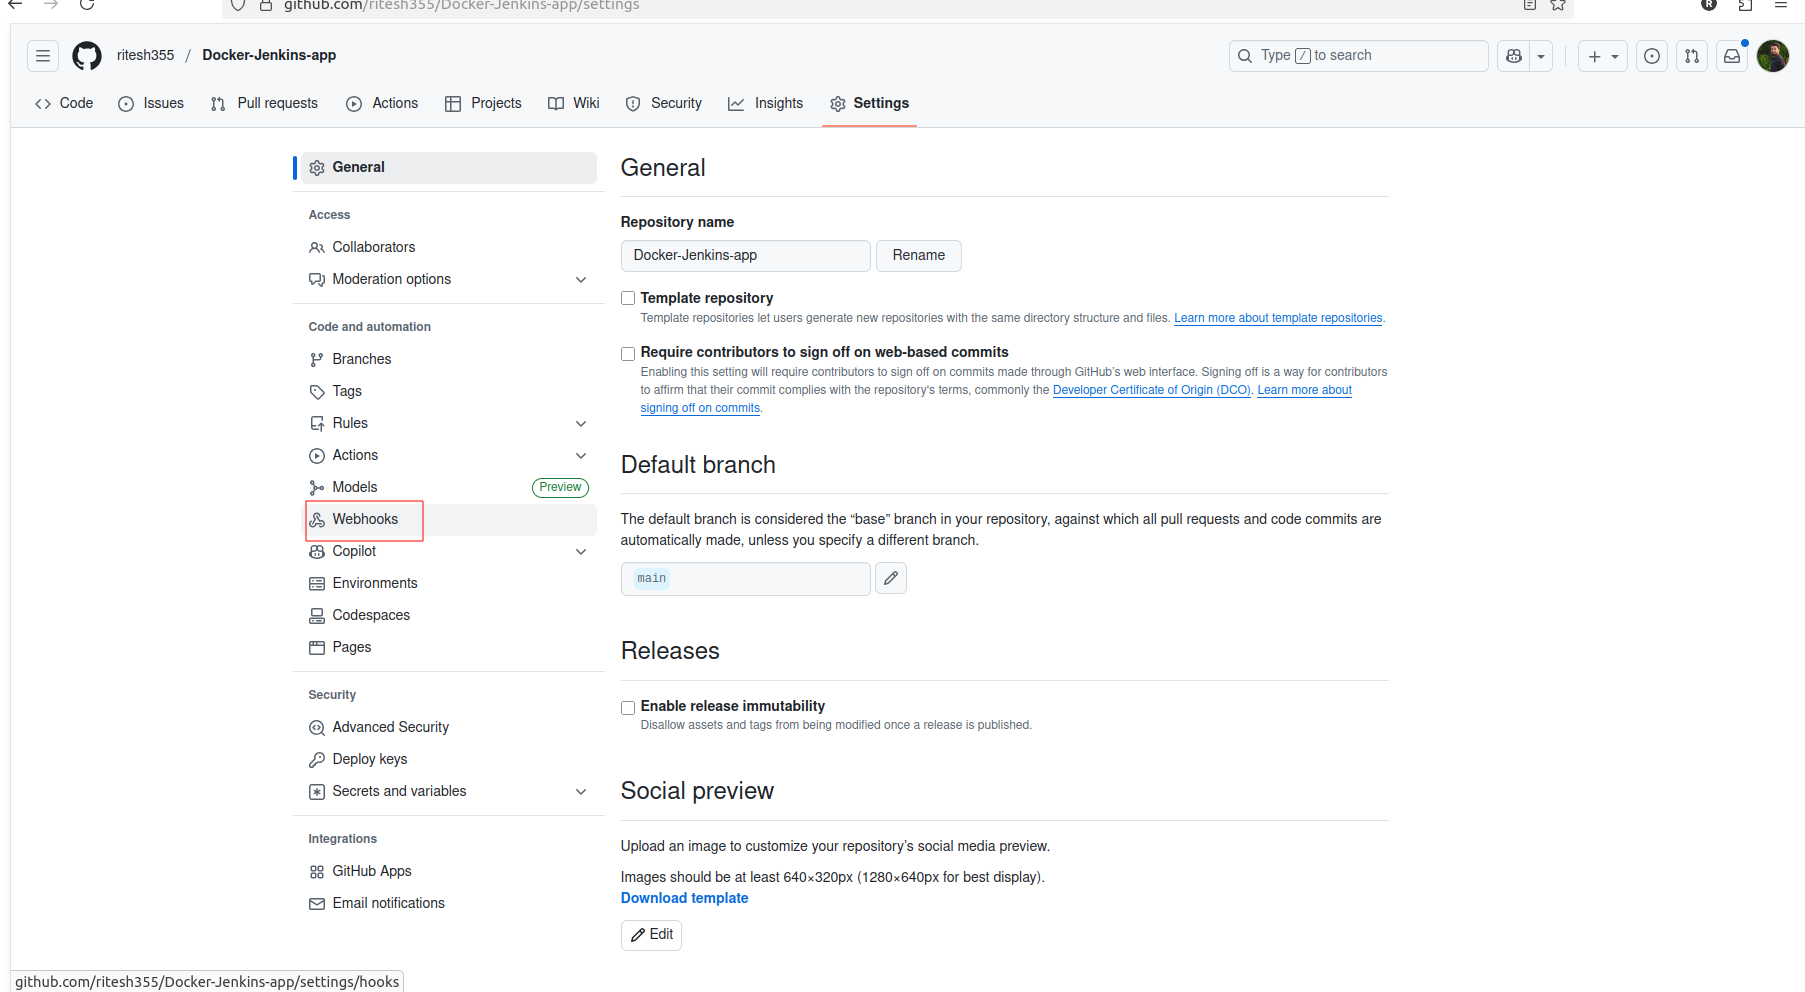 github.com/ritesh355/Docker-Jenkins-app/settings
R
ritesh355 / Docker-Jenkins-app
Type / to search
Code
Issues
Pull requests
Actions
Projects
Wiki
Security
Insights
Settings
General
Access
Collaborators
Moderation options
Code and automation
Branches
Tags
Rules
Actions
Models Preview
Webhooks
Copilot
Environments
Codespaces
Pages
Security
Advanced Security
Deploy keys
Secrets and variables
Integrations
GitHub Apps
Email notifications
General
Repository name
Docker-Jenkins-app Rename
Template repository
Template repositories let users generate new repositories with the same directory structure and files. Learn more about template repositories.
Require contributors to sign off on web-based commits
Enabling this setting will require contributors to sign off on commits made through GitHub’s web interface. Signing off is a way for contributors
to affirm that their commit complies with the repository's terms, commonly the Developer Certificate of Origin (DCO). Learn more about
signing off on commits.
Default branch
The default branch is considered the “base” branch in your repository, against which all pull requests and code commits are
automatically made, unless you specify a different branch.
main
Releases
Enable release immutability
Disallow assets and tags from being modified once a release is published.
Social preview
Upload an image to customize your repository’s social media preview.
Images should be at least 640×320px (1280×640px for best display).
Download template
Edit
github.com/ritesh355/Docker-Jenkins-app/settings/hooks